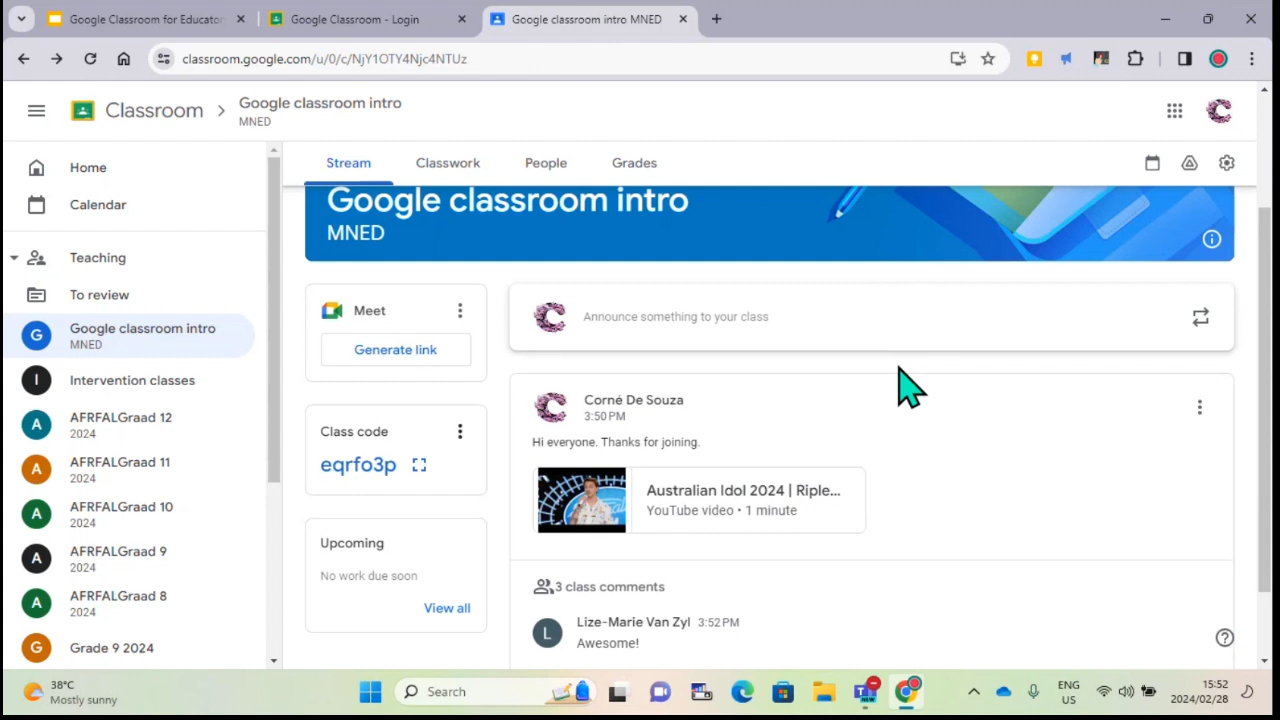 Google Classroom for Educator
Google Classroom - Login
Google classroom intro MNED
classroom.google.com/u/0/c/NjY1OTY4Njc4NTUz
Classroom
Google classroom intro
MNED
Home
Calendar
Teaching
To review
G
Google classroom intro
MNED
I
Intervention classes
A
AFRFALGraad 12
2024
A
AFRFALGraad 11
2024
A
AFRFALGraad 10
2024
A
AFRFALGraad 9
2024
A
AFRFALGraad 8
2024
G
Grade 9 2024
Stream
Classwork
People
Grades
Google classroom intro
MNED
Meet
Generate link
Class code
eqrfo3p
Upcoming
No work due soon
View all
Announce something to your class
Corné De Souza
3:50 PM
Hi everyone. Thanks for joining.
Australian Idol 2024 | Riple...
YouTube video • 1 minute
3 class comments
L
Lize-Marie Van Zyl 3:52 PM
Awesome!
38°C
Mostly sunny
Search
NEW
ENG
US
15:52
2024/02/28